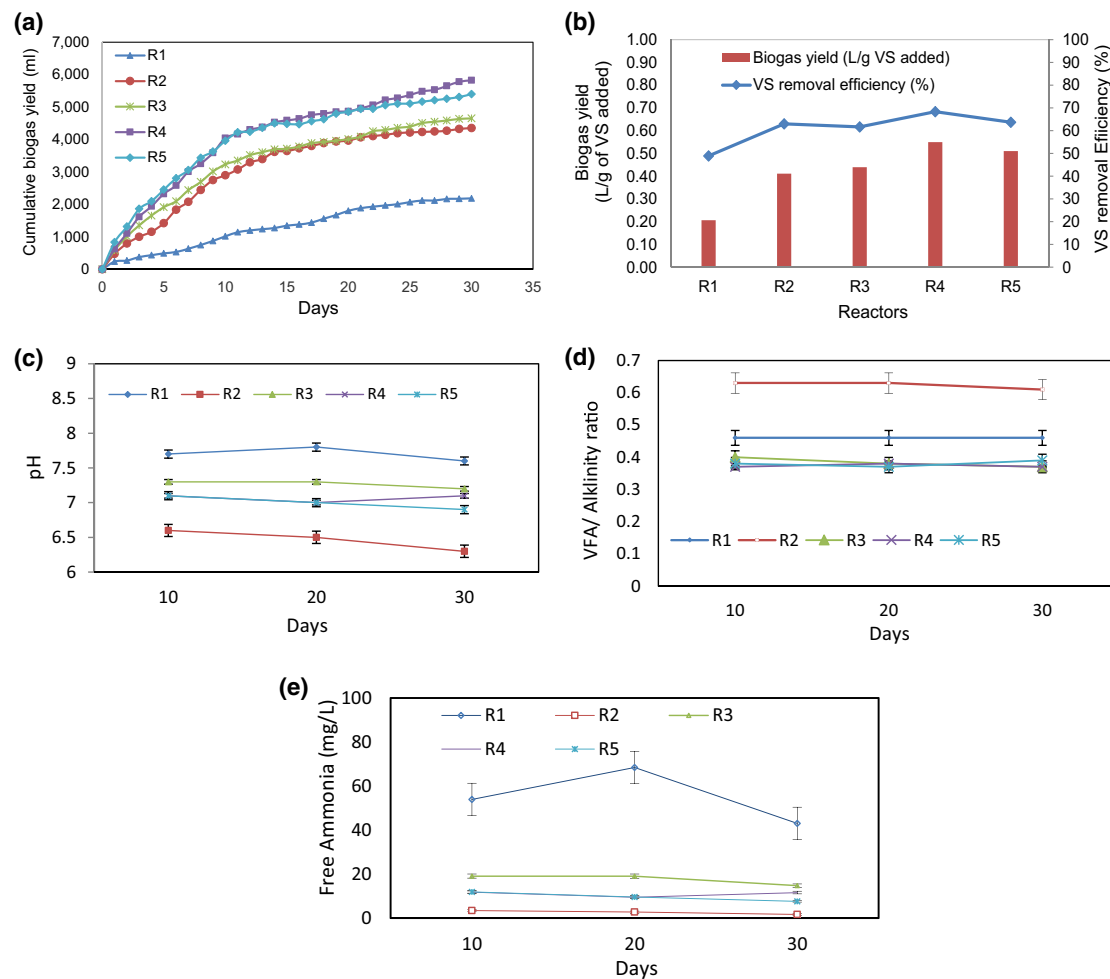 (a)
Cumulative biogas yield (ml)
7,000
6,000
5,000
4,000
3,000
2,000
1,000
0
R1
R2
R3
R4
R5
0 5 10 15 20 25 30 35
Days
(b)
Biogas yield
(L/g of VS added)
1.00
0.90
0.80
0.70
0.60
0.50
0.40
0.30
0.20
0.10
0.00
Biogas yield (L/g VS added)
VS removal efficiency (%)
100
90
80
70
60
50
40
30
20
10
0
VS removal Efiiciency (%)
R1 R2 R3 R4 R5
Reactors
(c)
pH
9
8.5
8
7.5
7
6.5
6
R1 R2 R3 R4 R5
10 20 30
Days
(d)
VFA/ Alklinity ratio
0.7
0.6
0.5
0.4
0.3
0.2
0.1
0
R1 R2 R3 R4 R5
10 20 30
Days
(e)
Free Ammonia (mg/L)
100
80
60
40
20
0
R1 R2 R3
R4 R5
10 20 30
Days